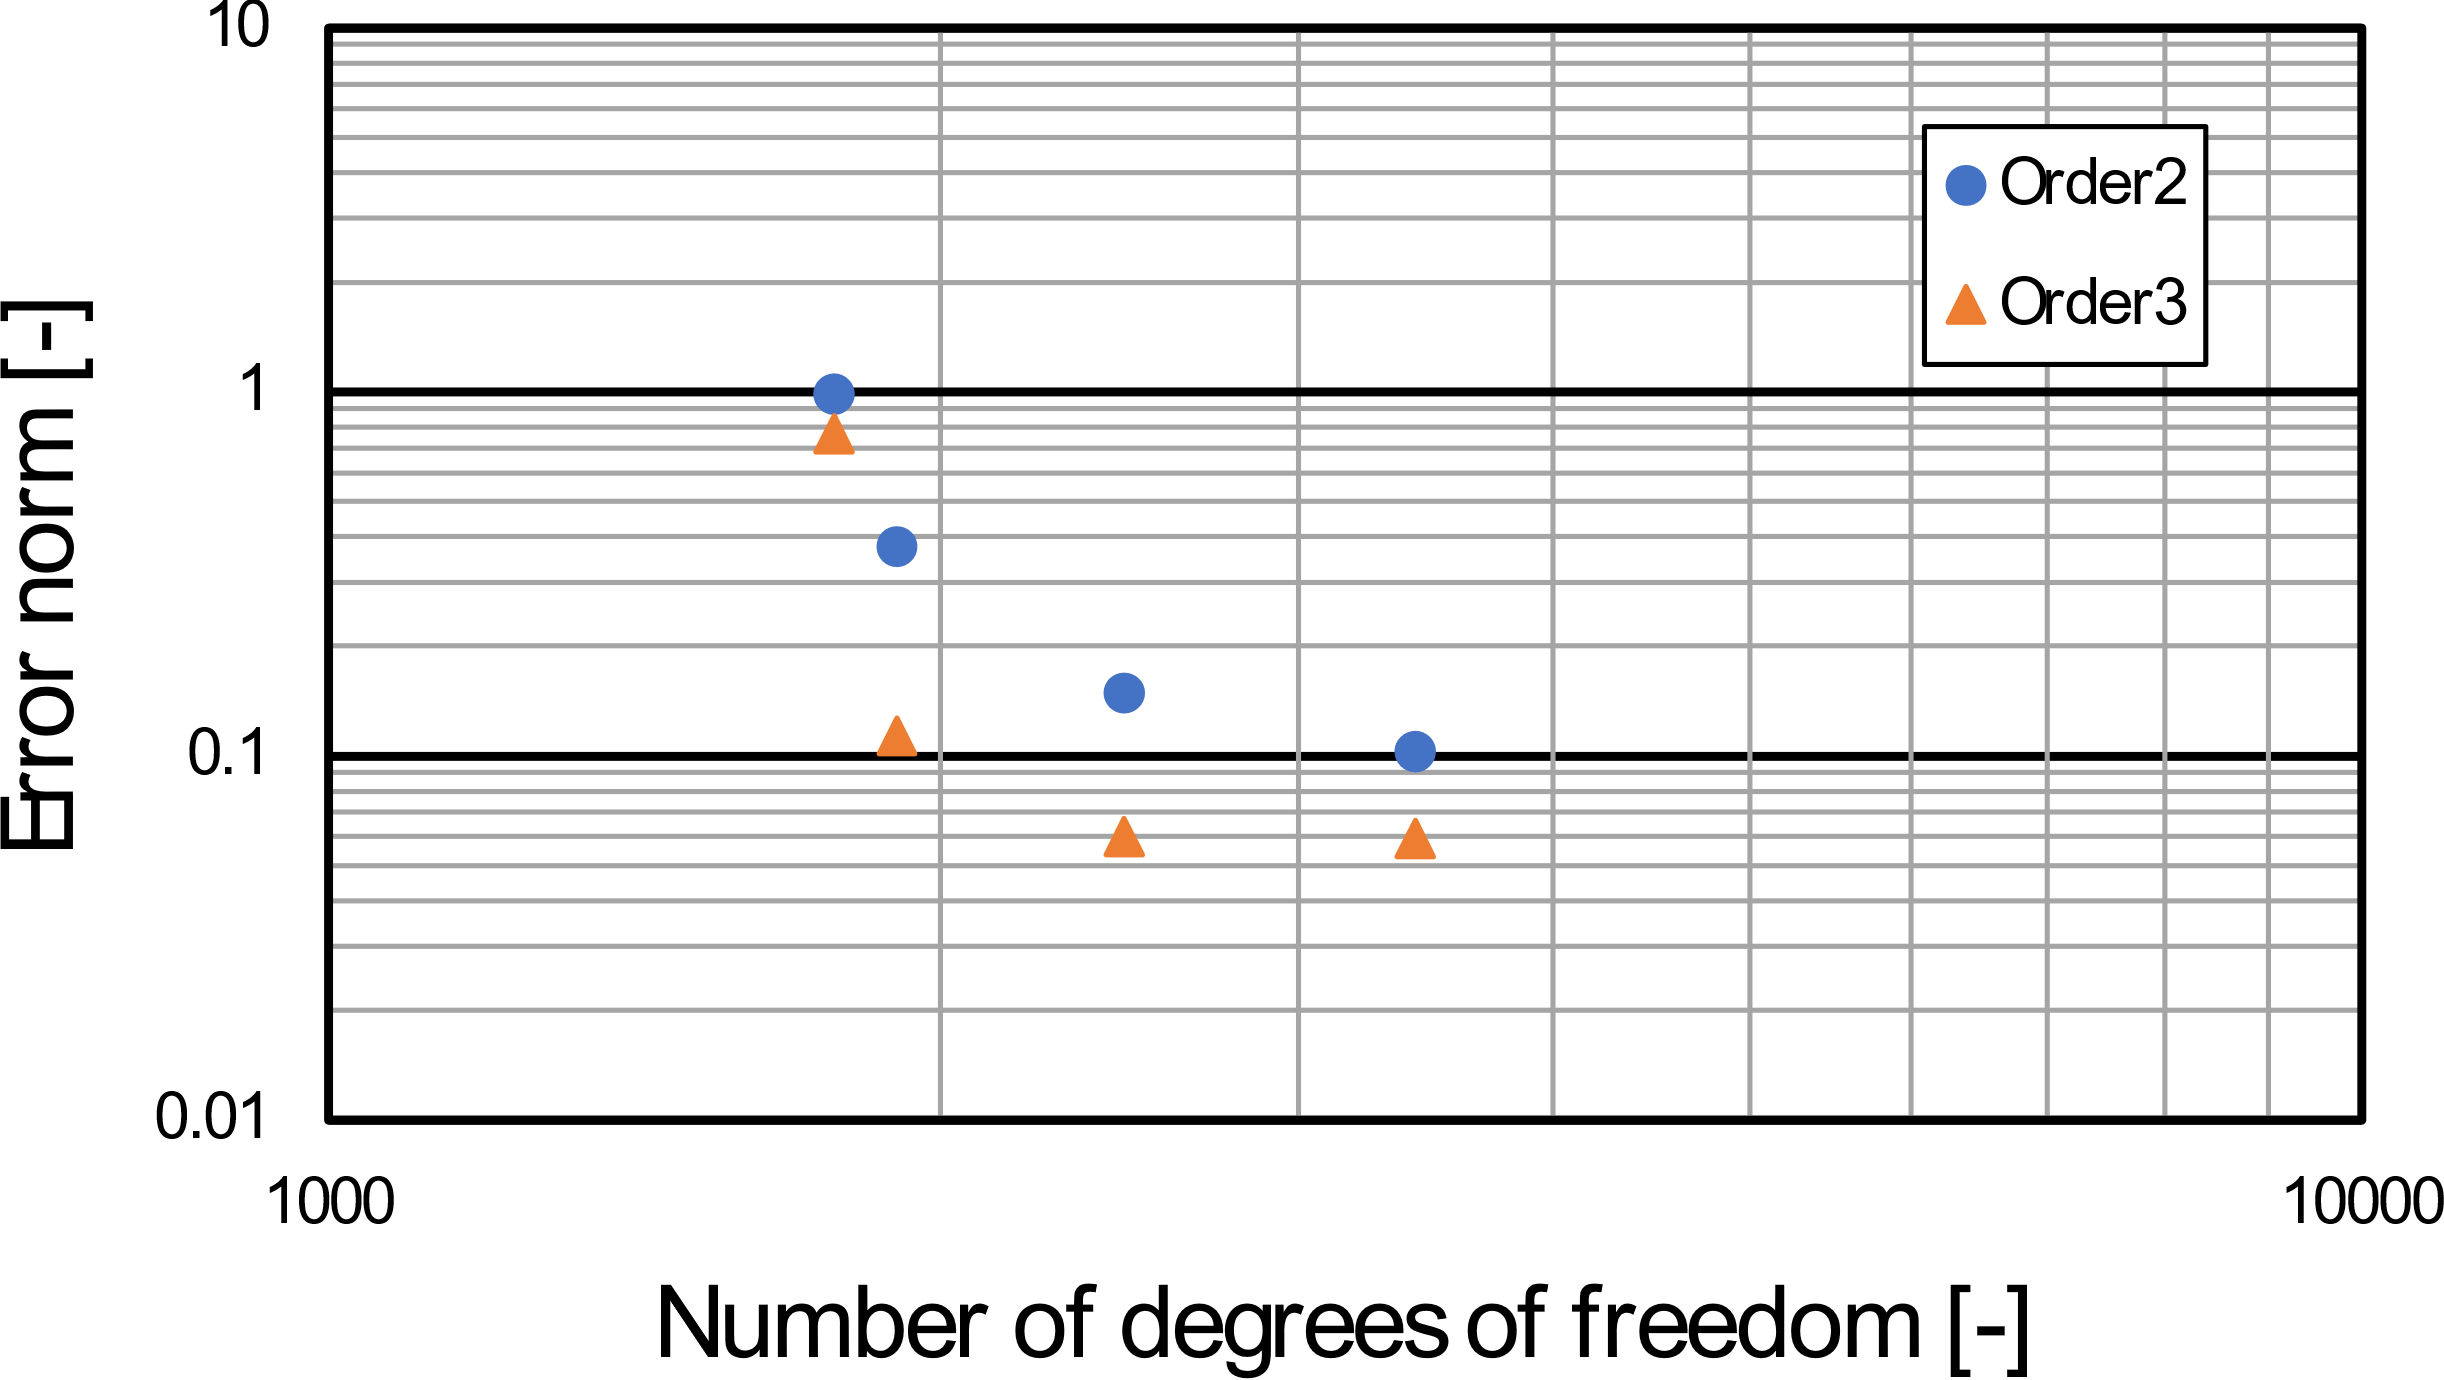 10
1
0.1
0.01
Error norm [-]
Order2
Order3
1000
10000
Number of degrees of freedom [-]